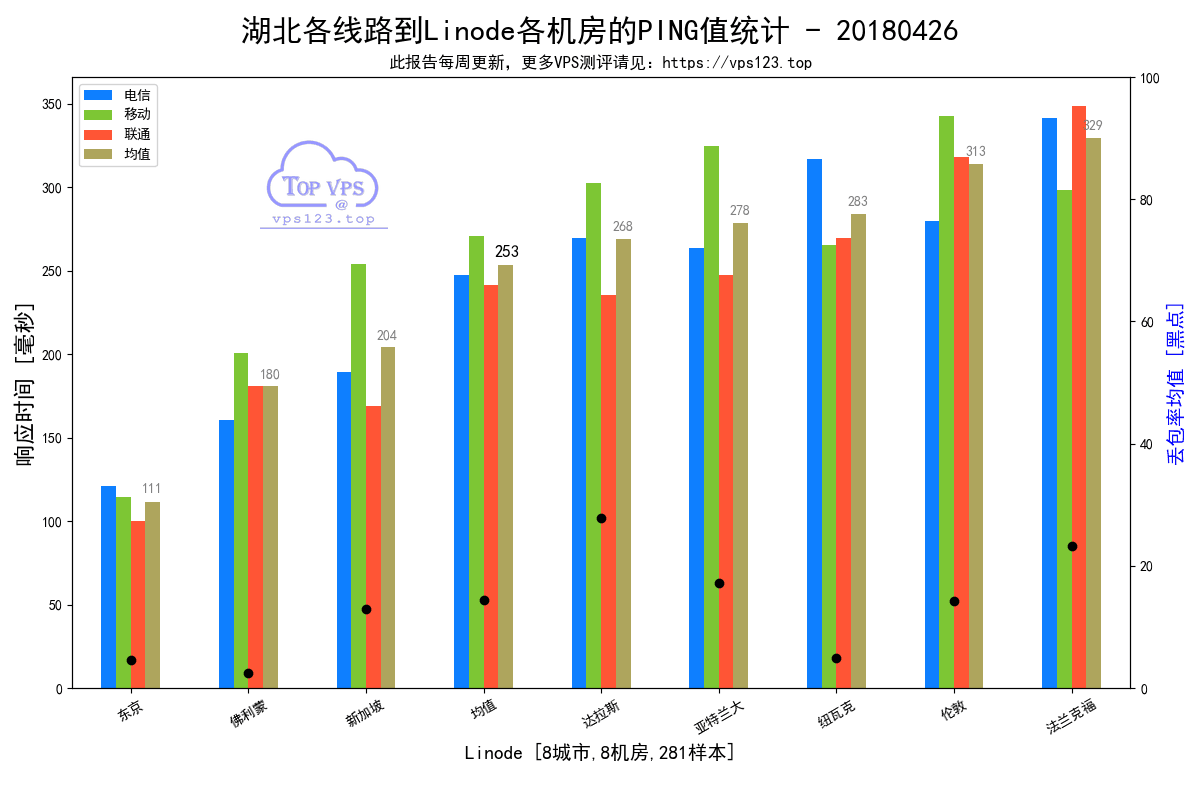 湖北各线路到Linode各机房的PING值统计 - 20180426
此报告每周更新，更多VPS测评请见：https://vps123.top
电信
移动
联通
均值
TOP VPS
@
vps123.top
响应时间 [毫秒]
350
300
250
200
150
100
50
0
111
180
204
253
268
278
283
313
329
100
80
60
40
20
0
丢包率均值 [黑点]
东京
佛利蒙
新加坡
均值
达拉斯
亚特兰大
纽瓦克
伦敦
法兰克福
Linode [8城市,8机房,281样本]